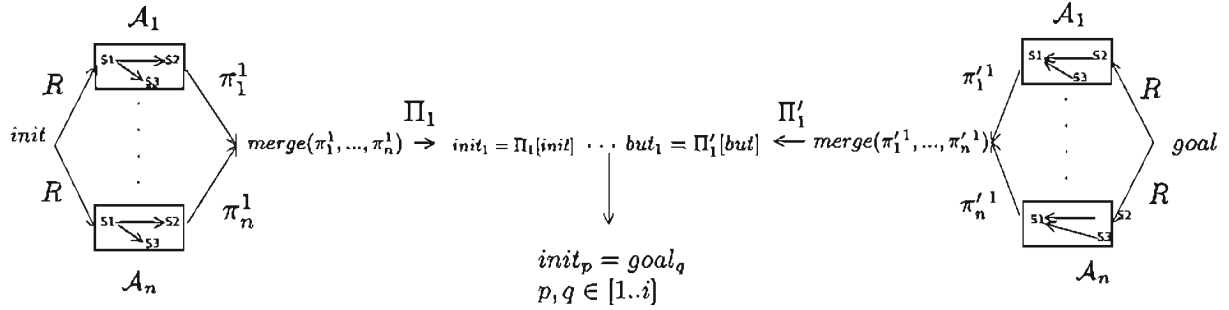 𝒜₁ 𝒜₁
S1 S2 S1 S2
S3 S3
R π₁¹ π′₁¹ R
Π₁ Π′₁
init merge(π₁¹, ..., πₙ¹) → init₁ = Π₁[init] · · · but₁ = Π′₁[but] ← merge(π′₁¹, ..., π′ₙ¹) goal
R πₙ¹ π′ₙ¹ R
S1 S2 S1 S2
S3 S3
𝒜ₙ 𝒜ₙ
initₚ = goal_q
p, q ∈ [1..i]